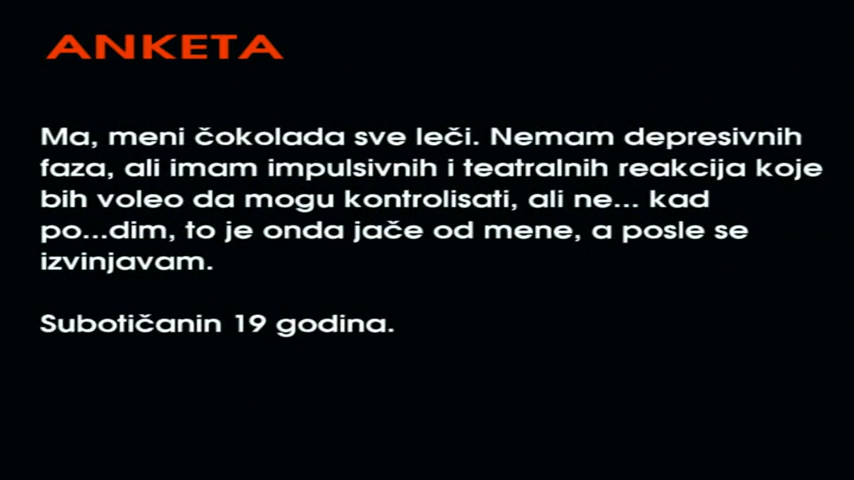 ANKETA
Ma, meni čokolada sve leči. Nemam depresivnih
faza, ali imam impulsivnih i teatralnih reakcija koje
bih voleo da mogu kontrolisati, ali ne... kad
po...dim, to je onda jače od mene, a posle se
izvinjavam.
Subotičanin 19 godina.